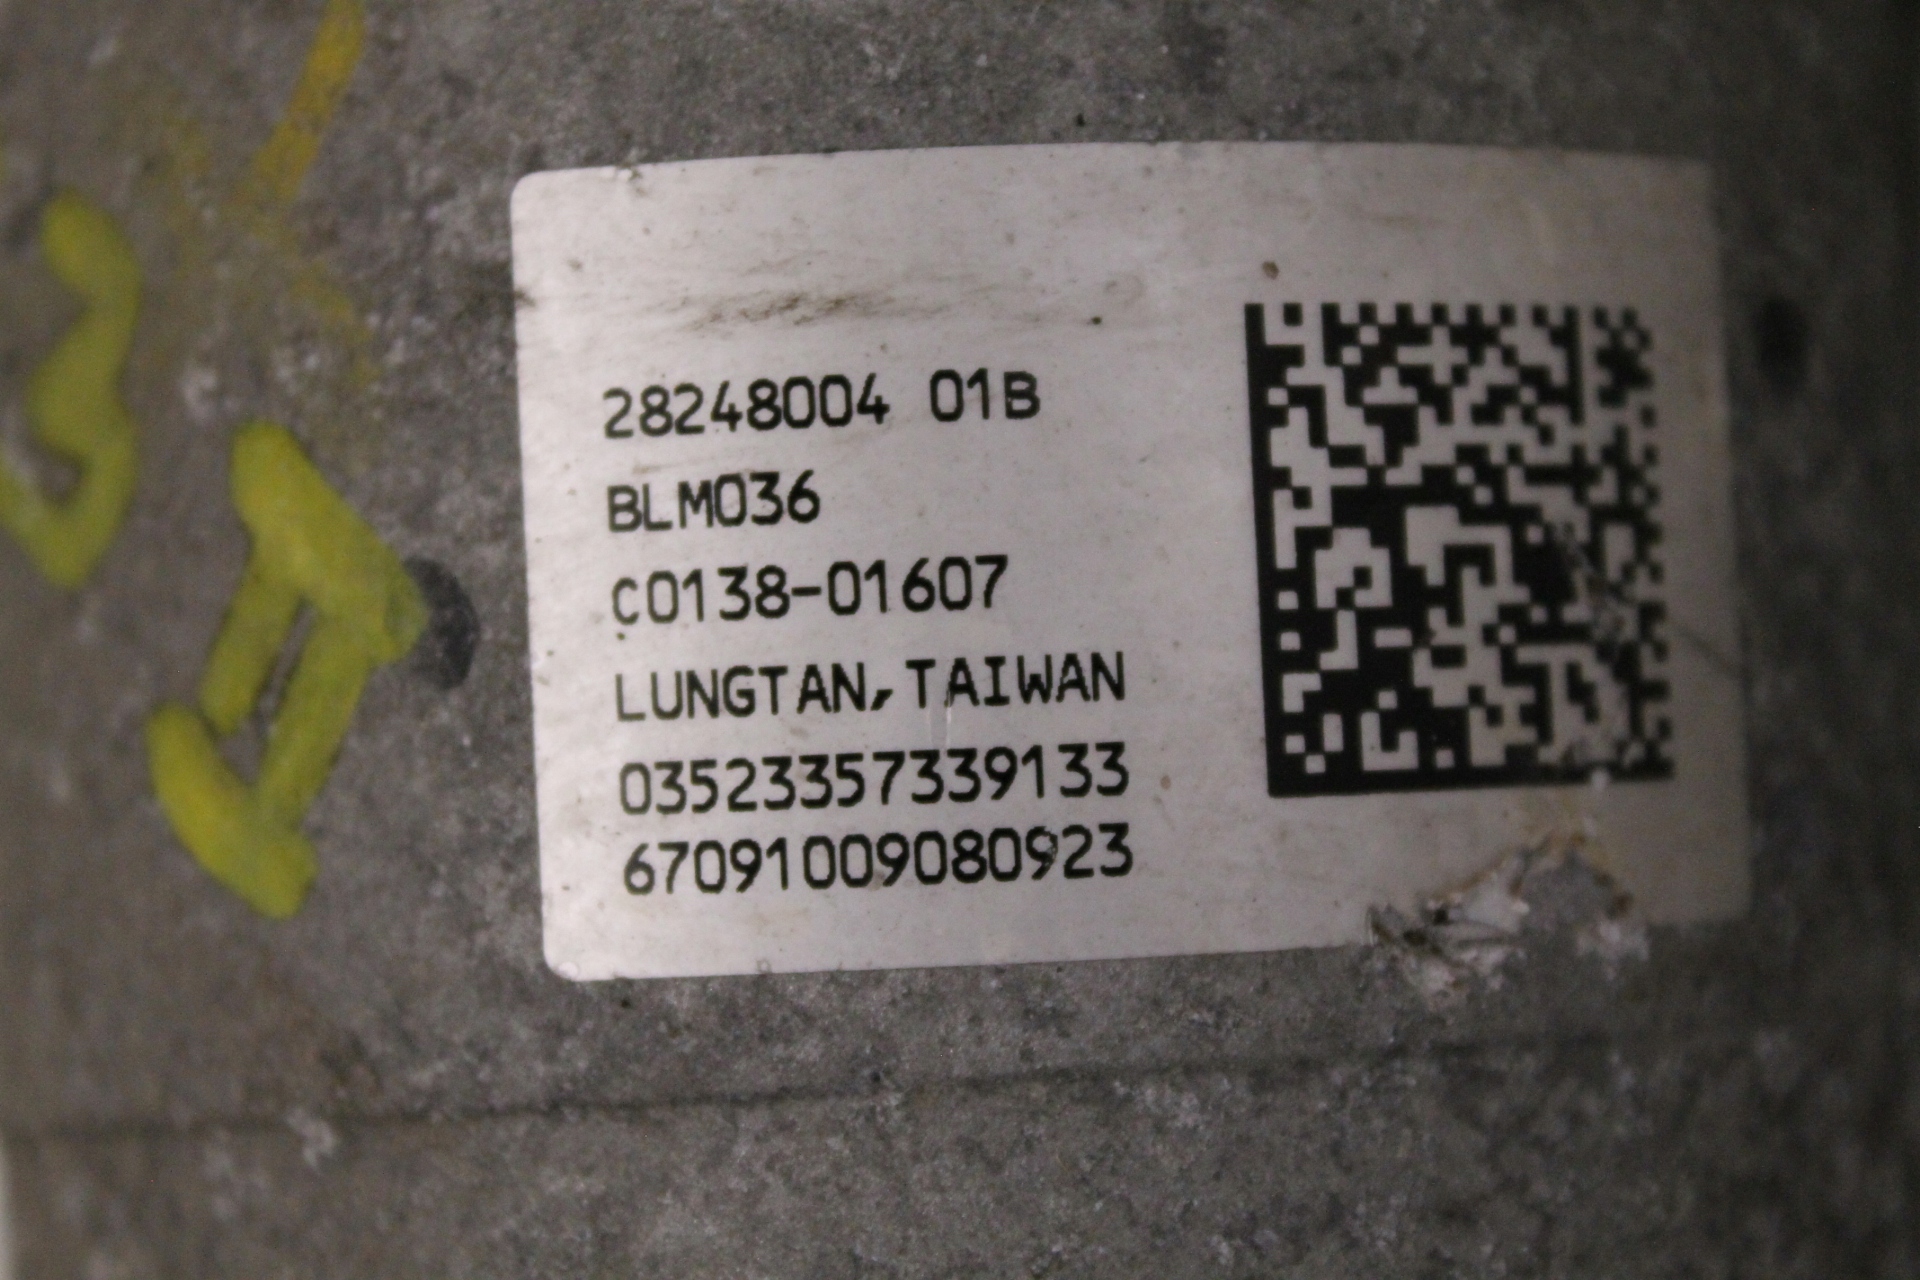 28248004 01B
BLM036
C0138-01607
LUNGTAN, TAIWAN
03523357339133
67091009080923